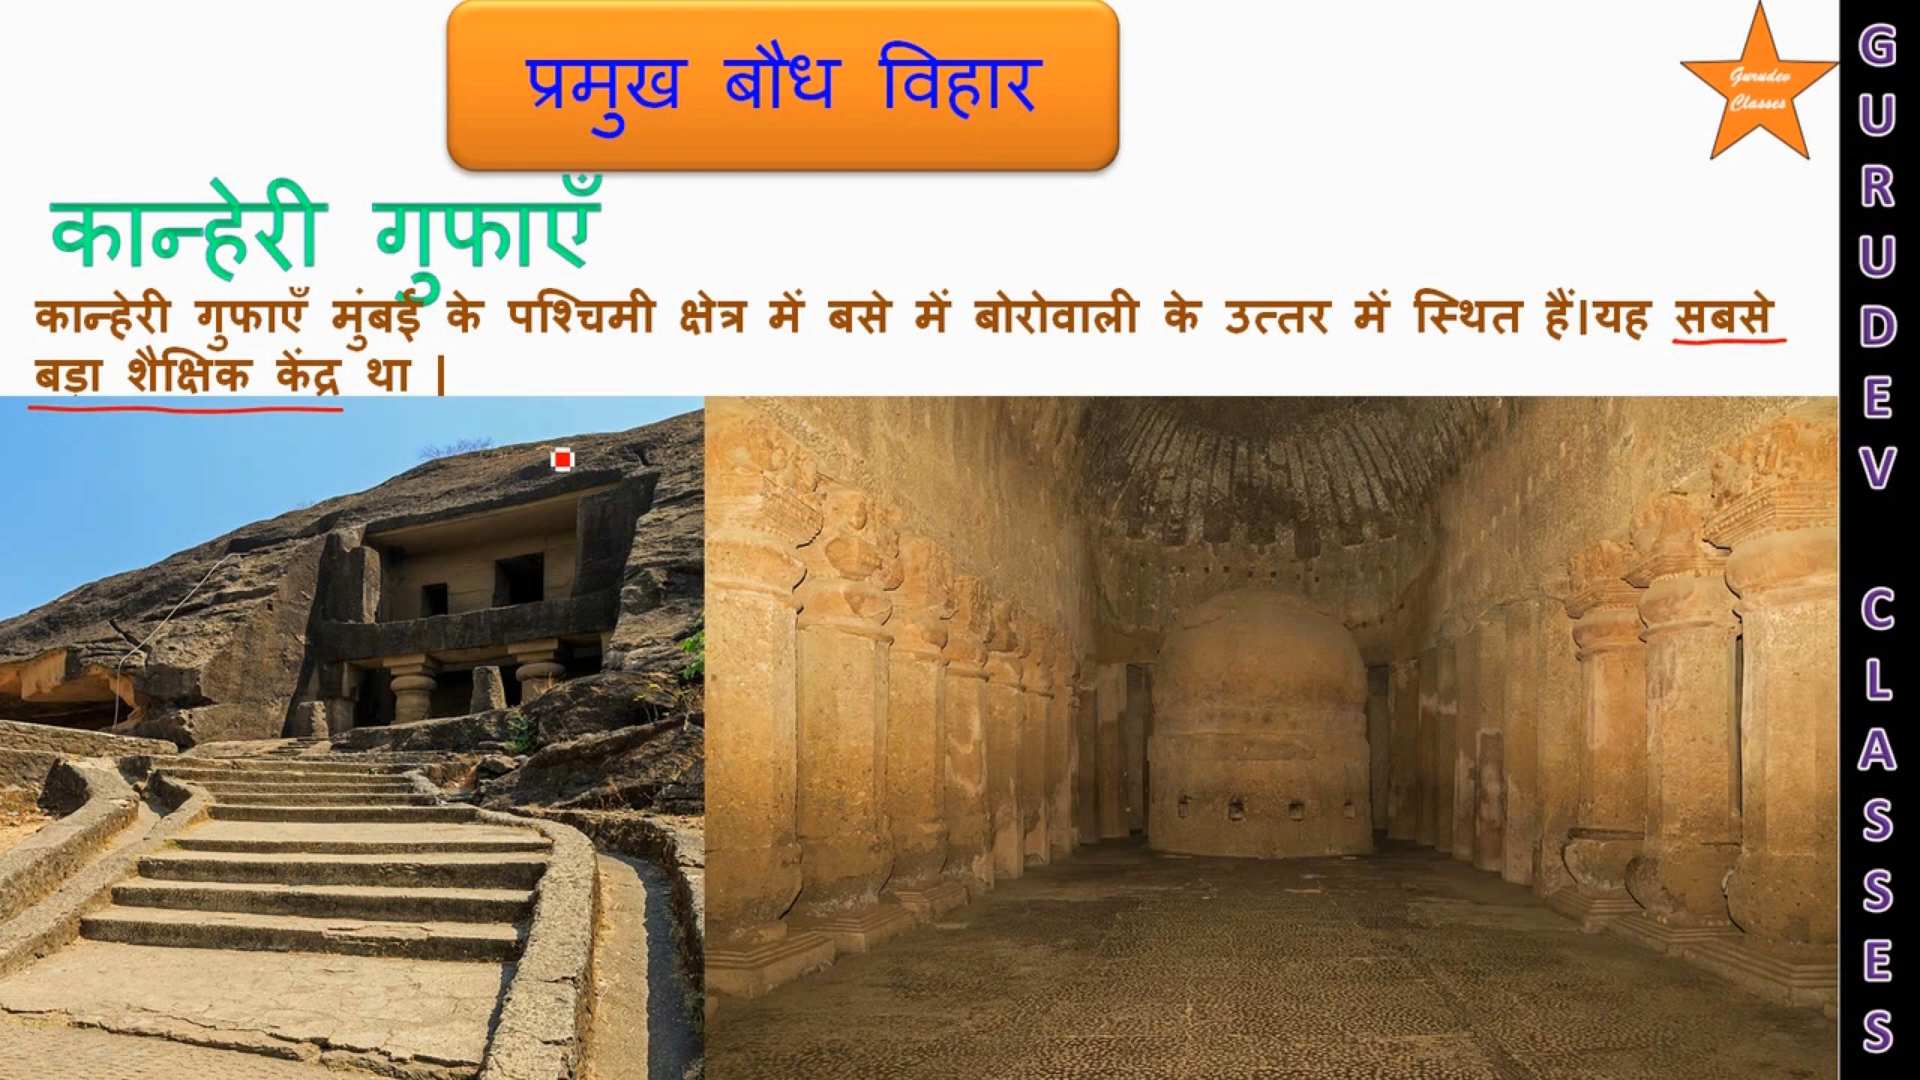 प्रमुख बौध विहार
Gurudev
Classes
कान्हेरी गुफाएँ
कान्हेरी गुफाएँ मुंबई के पश्चिमी क्षेत्र में बसे में बोरोवाली के उत्तर में स्थित हैं।यह सबसे
बड़ा शैक्षिक केंद्र था |
GURUDEV CLASSES